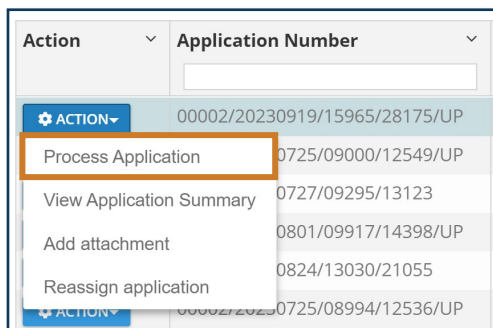 Action Application Number
ACTION 00002/20230919/15965/28175/UP
Process Application 0725/09000/12549/UP
View Application Summary 0727/09295/13123
0801/09917/14398/UP
Add attachment
0824/13030/21055
Reassign application
ACTION 00002/20230725/08994/12536/UP